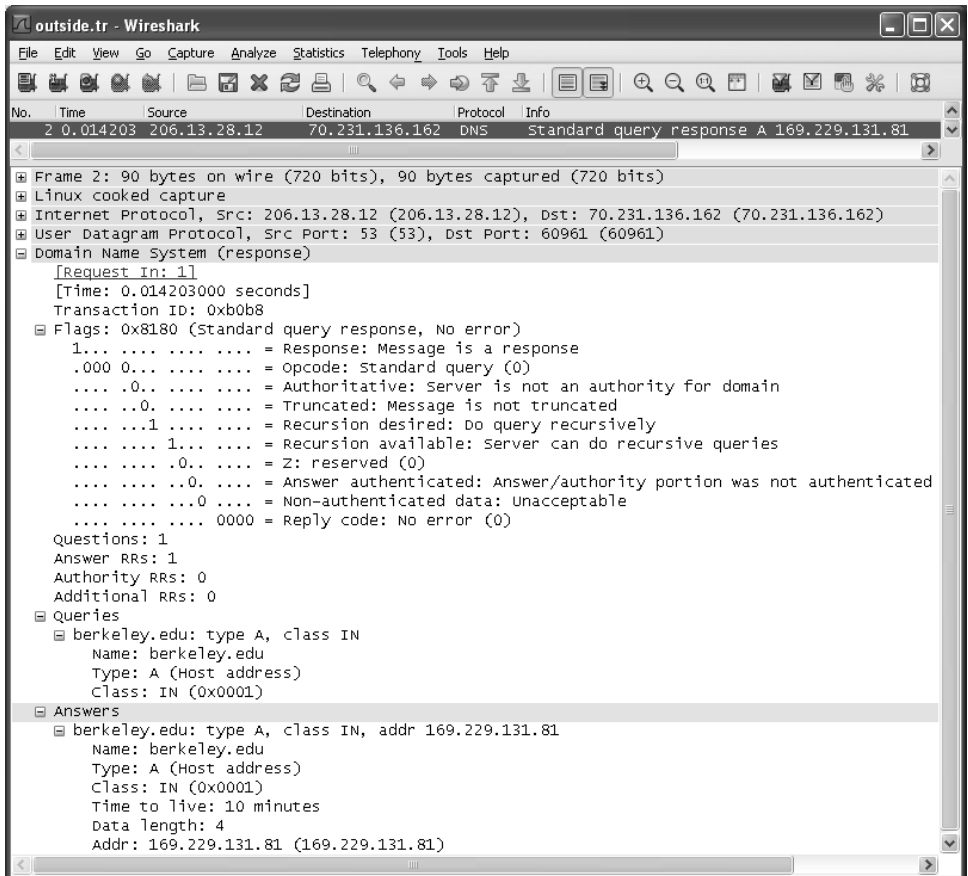 outside.tr - Wireshark
File Edit View Go Capture Analyze Statistics Telephony Tools Help
No. Time Source Destination Protocol Info
2 0.014203 206.13.28.12 70.231.136.162 DNS Standard query response A 169.229.131.81
Frame 2: 90 bytes on wire (720 bits), 90 bytes captured (720 bits)
Linux cooked capture
Internet Protocol, Src: 206.13.28.12 (206.13.28.12), Dst: 70.231.136.162 (70.231.136.162)
User Datagram Protocol, Src Port: 53 (53), Dst Port: 60961 (60961)
Domain Name System (response)
[Request In: 1]
[Time: 0.014203000 seconds]
Transaction ID: 0xb0b8
Flags: 0x8180 (Standard query response, No error)
1... .... .... .... = Response: Message is a response
.000 0... .... .... = Opcode: Standard query (0)
.... .0.. .... .... = Authoritative: Server is not an authority for domain
.... ..0. .... .... = Truncated: Message is not truncated
.... ...1 .... .... = Recursion desired: Do query recursively
.... .... 1... .... = Recursion available: Server can do recursive queries
.... .... .0.. .... = Z: reserved (0)
.... .... ..0. .... = Answer authenticated: Answer/authority portion was not authenticated
.... .... ...0 .... = Non-authenticated data: Unacceptable
.... .... .... 0000 = Reply code: No error (0)
Questions: 1
Answer RRs: 1
Authority RRs: 0
Additional RRs: 0
Queries
berkeley.edu: type A, class IN
Name: berkeley.edu
Type: A (Host address)
Class: IN (0x0001)
Answers
berkeley.edu: type A, class IN, addr 169.229.131.81
Name: berkeley.edu
Type: A (Host address)
Class: IN (0x0001)
Time to live: 10 minutes
Data length: 4
Addr: 169.229.131.81 (169.229.131.81)